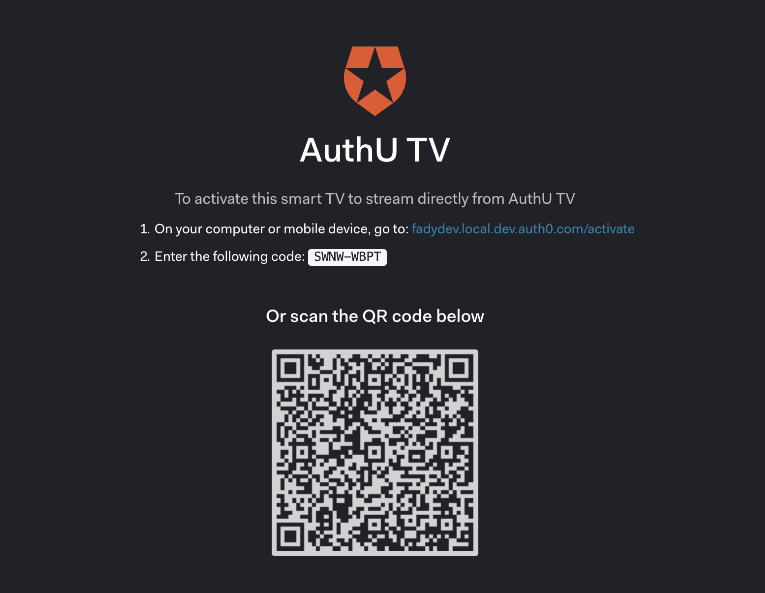 AuthU TV
To activate this smart TV to stream directly from AuthU TV
1. On your computer or mobile device, go to: fadydev.local.dev.auth0.com/activate
2. Enter the following code: SWNW-WBPT
Or scan the QR code below